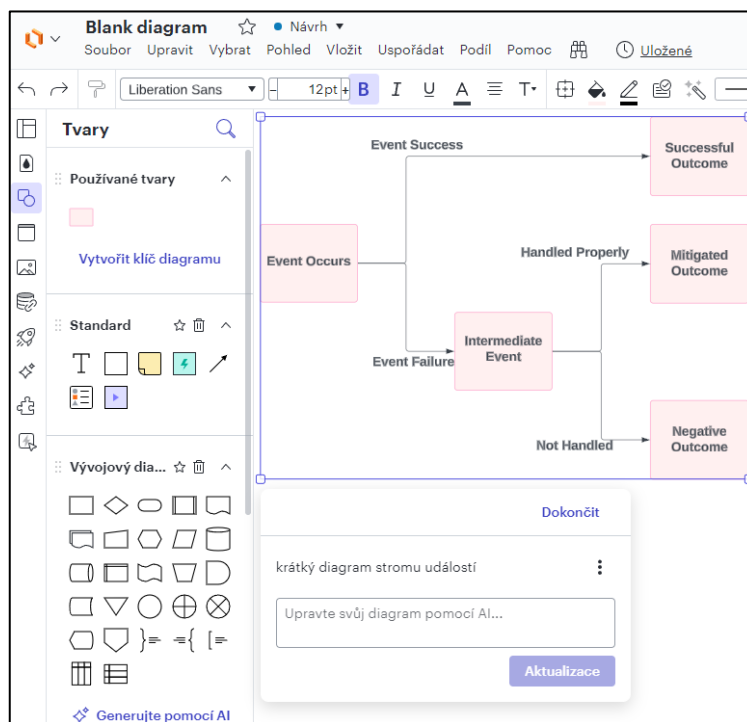 Blank diagram
Návrh
Soubor Upravit Vybrat Pohled Vložit Uspořádat Podíl Pomoc
Uložené
Liberation Sans
12pt
B I U A T
Tvary
Používané tvary
Vytvořit klíč diagramu
Standard
T
Vývojový dia...
Generujte pomocí AI
Event Success
Successful
Outcome
Event Occurs
Handled Properly
Mitigated
Outcome
Intermediate
Event
Event Failure
Not Handled
Negative
Outcome
Dokončit
krátký diagram stromu událostí
Upravte svůj diagram pomocí AI...
Aktualizace